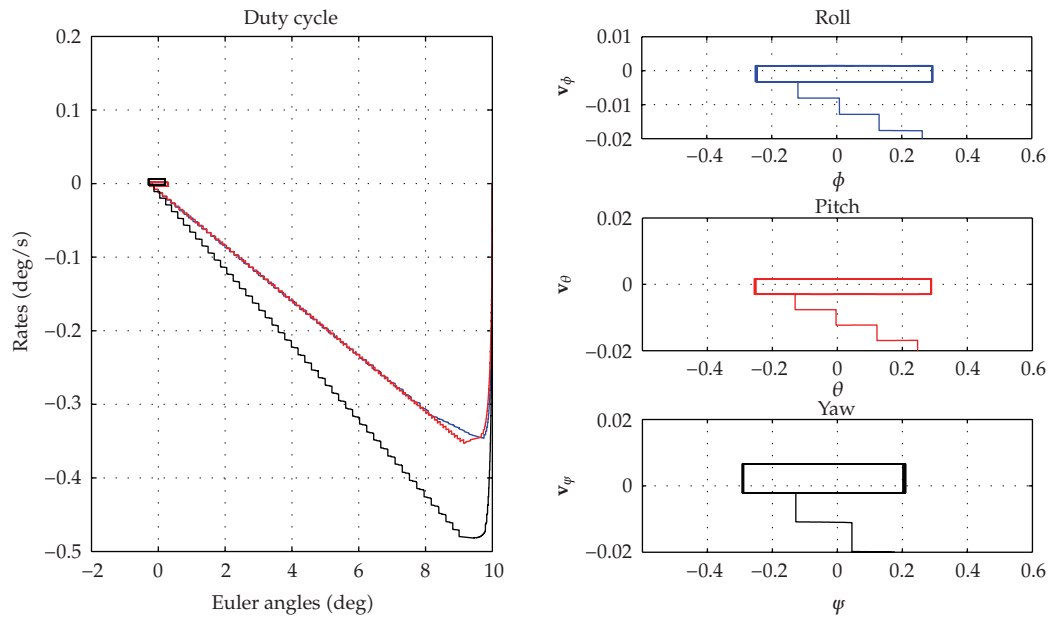 Duty cycle
0.2
0.1
0
−0.1
−0.2
−0.3
−0.4
−0.5
Rates (deg/s)
−2 0 2 4 6 8 10
Euler angles (deg)
Roll
0.01
0
−0.01
−0.02
v_ϕ
−0.4 −0.2 0 0.2 0.4 0.6
ϕ
Pitch
0.02
0
−0.02
v_θ
−0.4 −0.2 0 0.2 0.4 0.6
θ
Yaw
0.02
0
−0.02
v_ψ
−0.4 −0.2 0 0.2 0.4 0.6
ψ